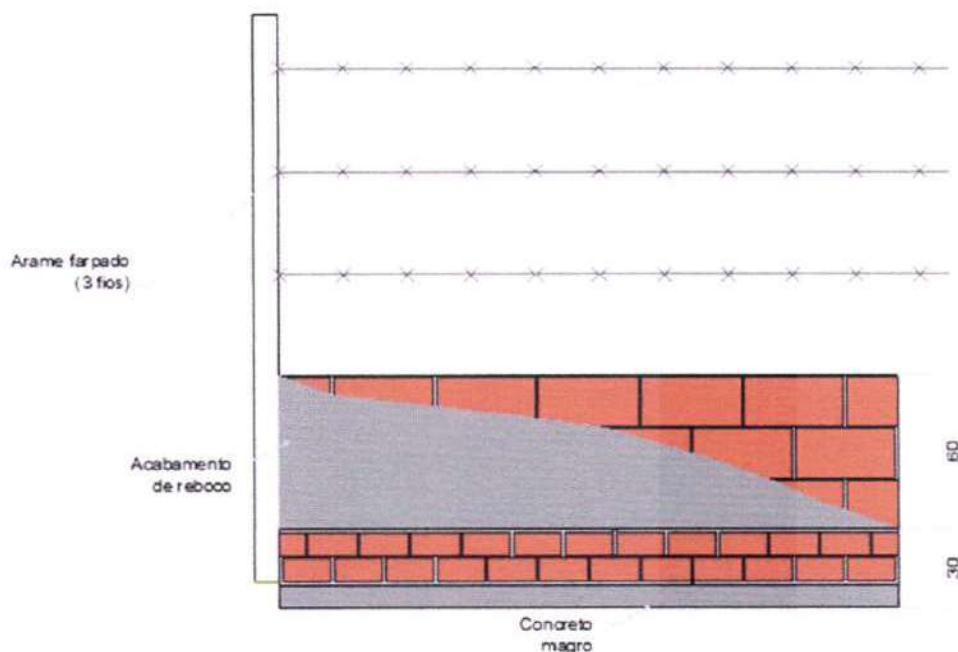 Arame farpado
(3 fios)
Acabamento
de reboco
60
30
Concreto
magro